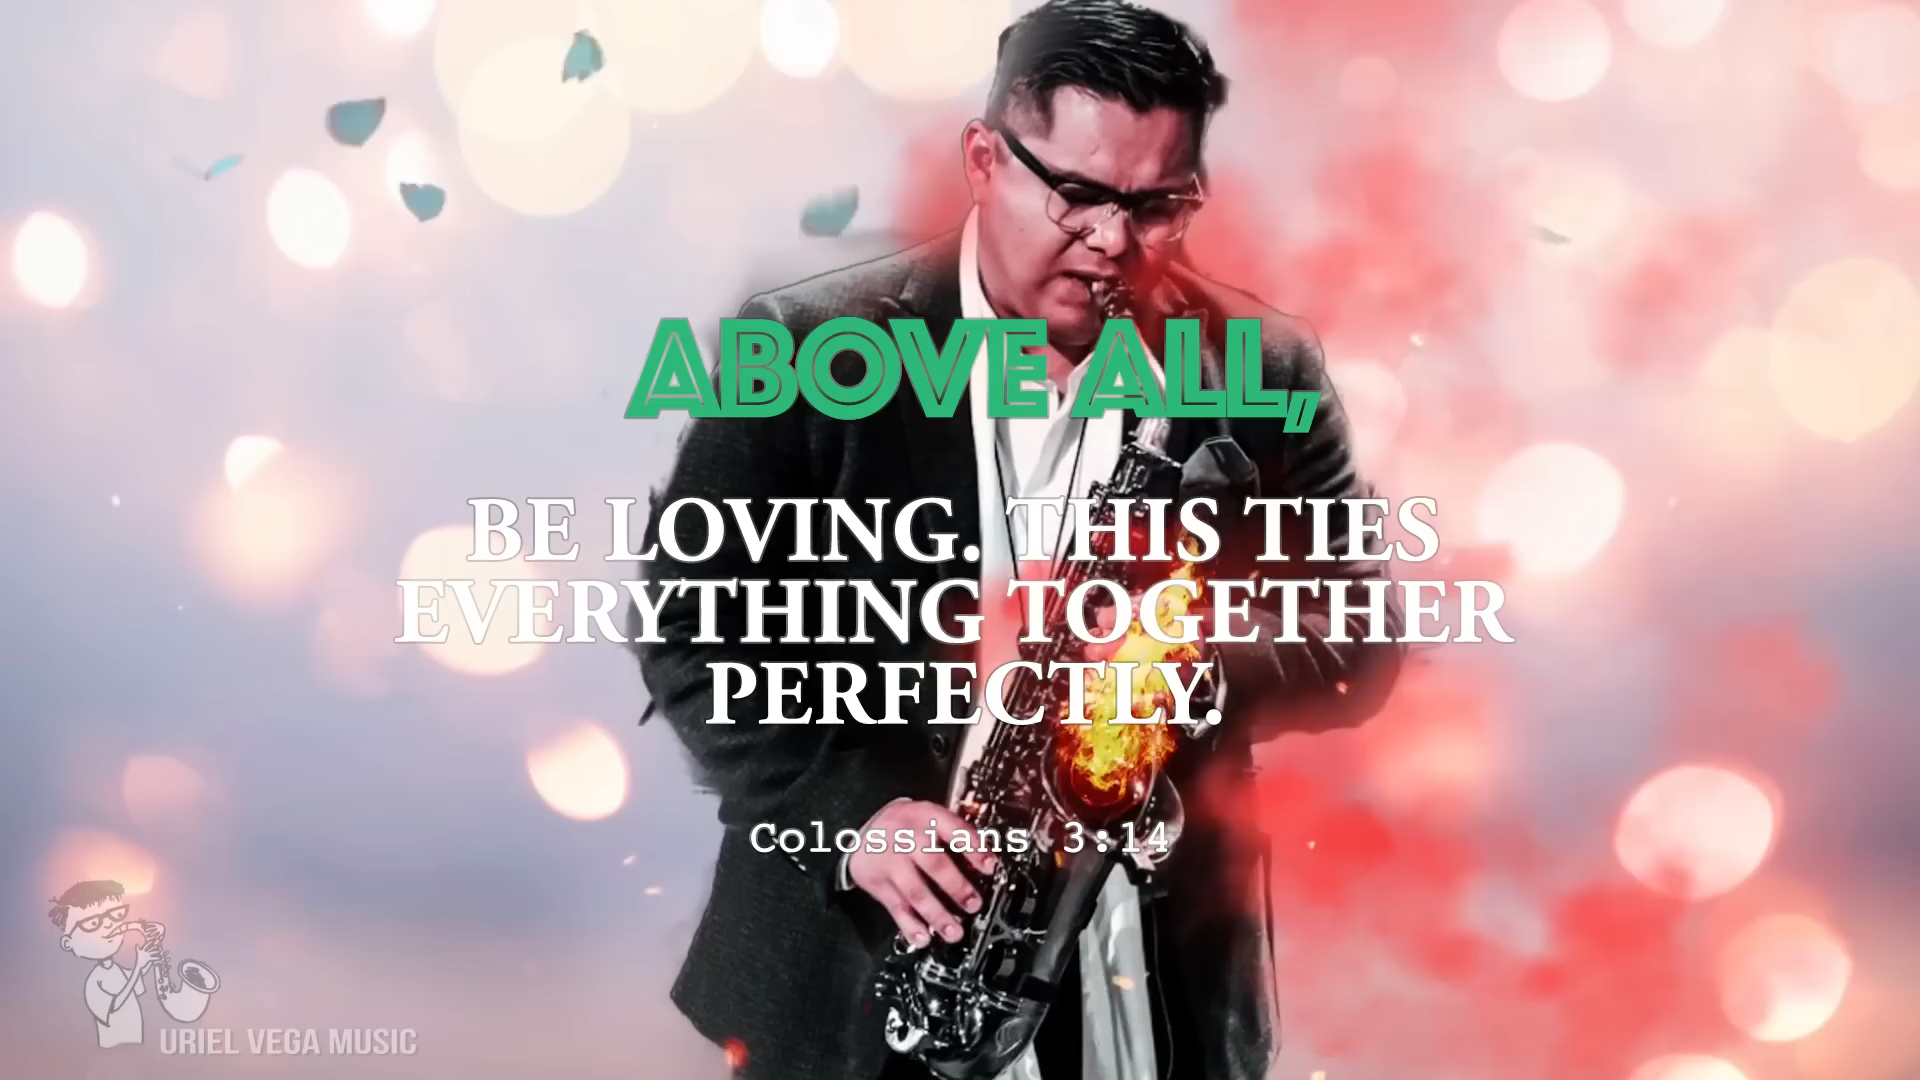 ABOVE ALL,
BE LOVING. THIS TIES
EVERYTHING TOGETHER
PERFECTLY.
Colossians 3:14
URIEL VEGA MUSIC